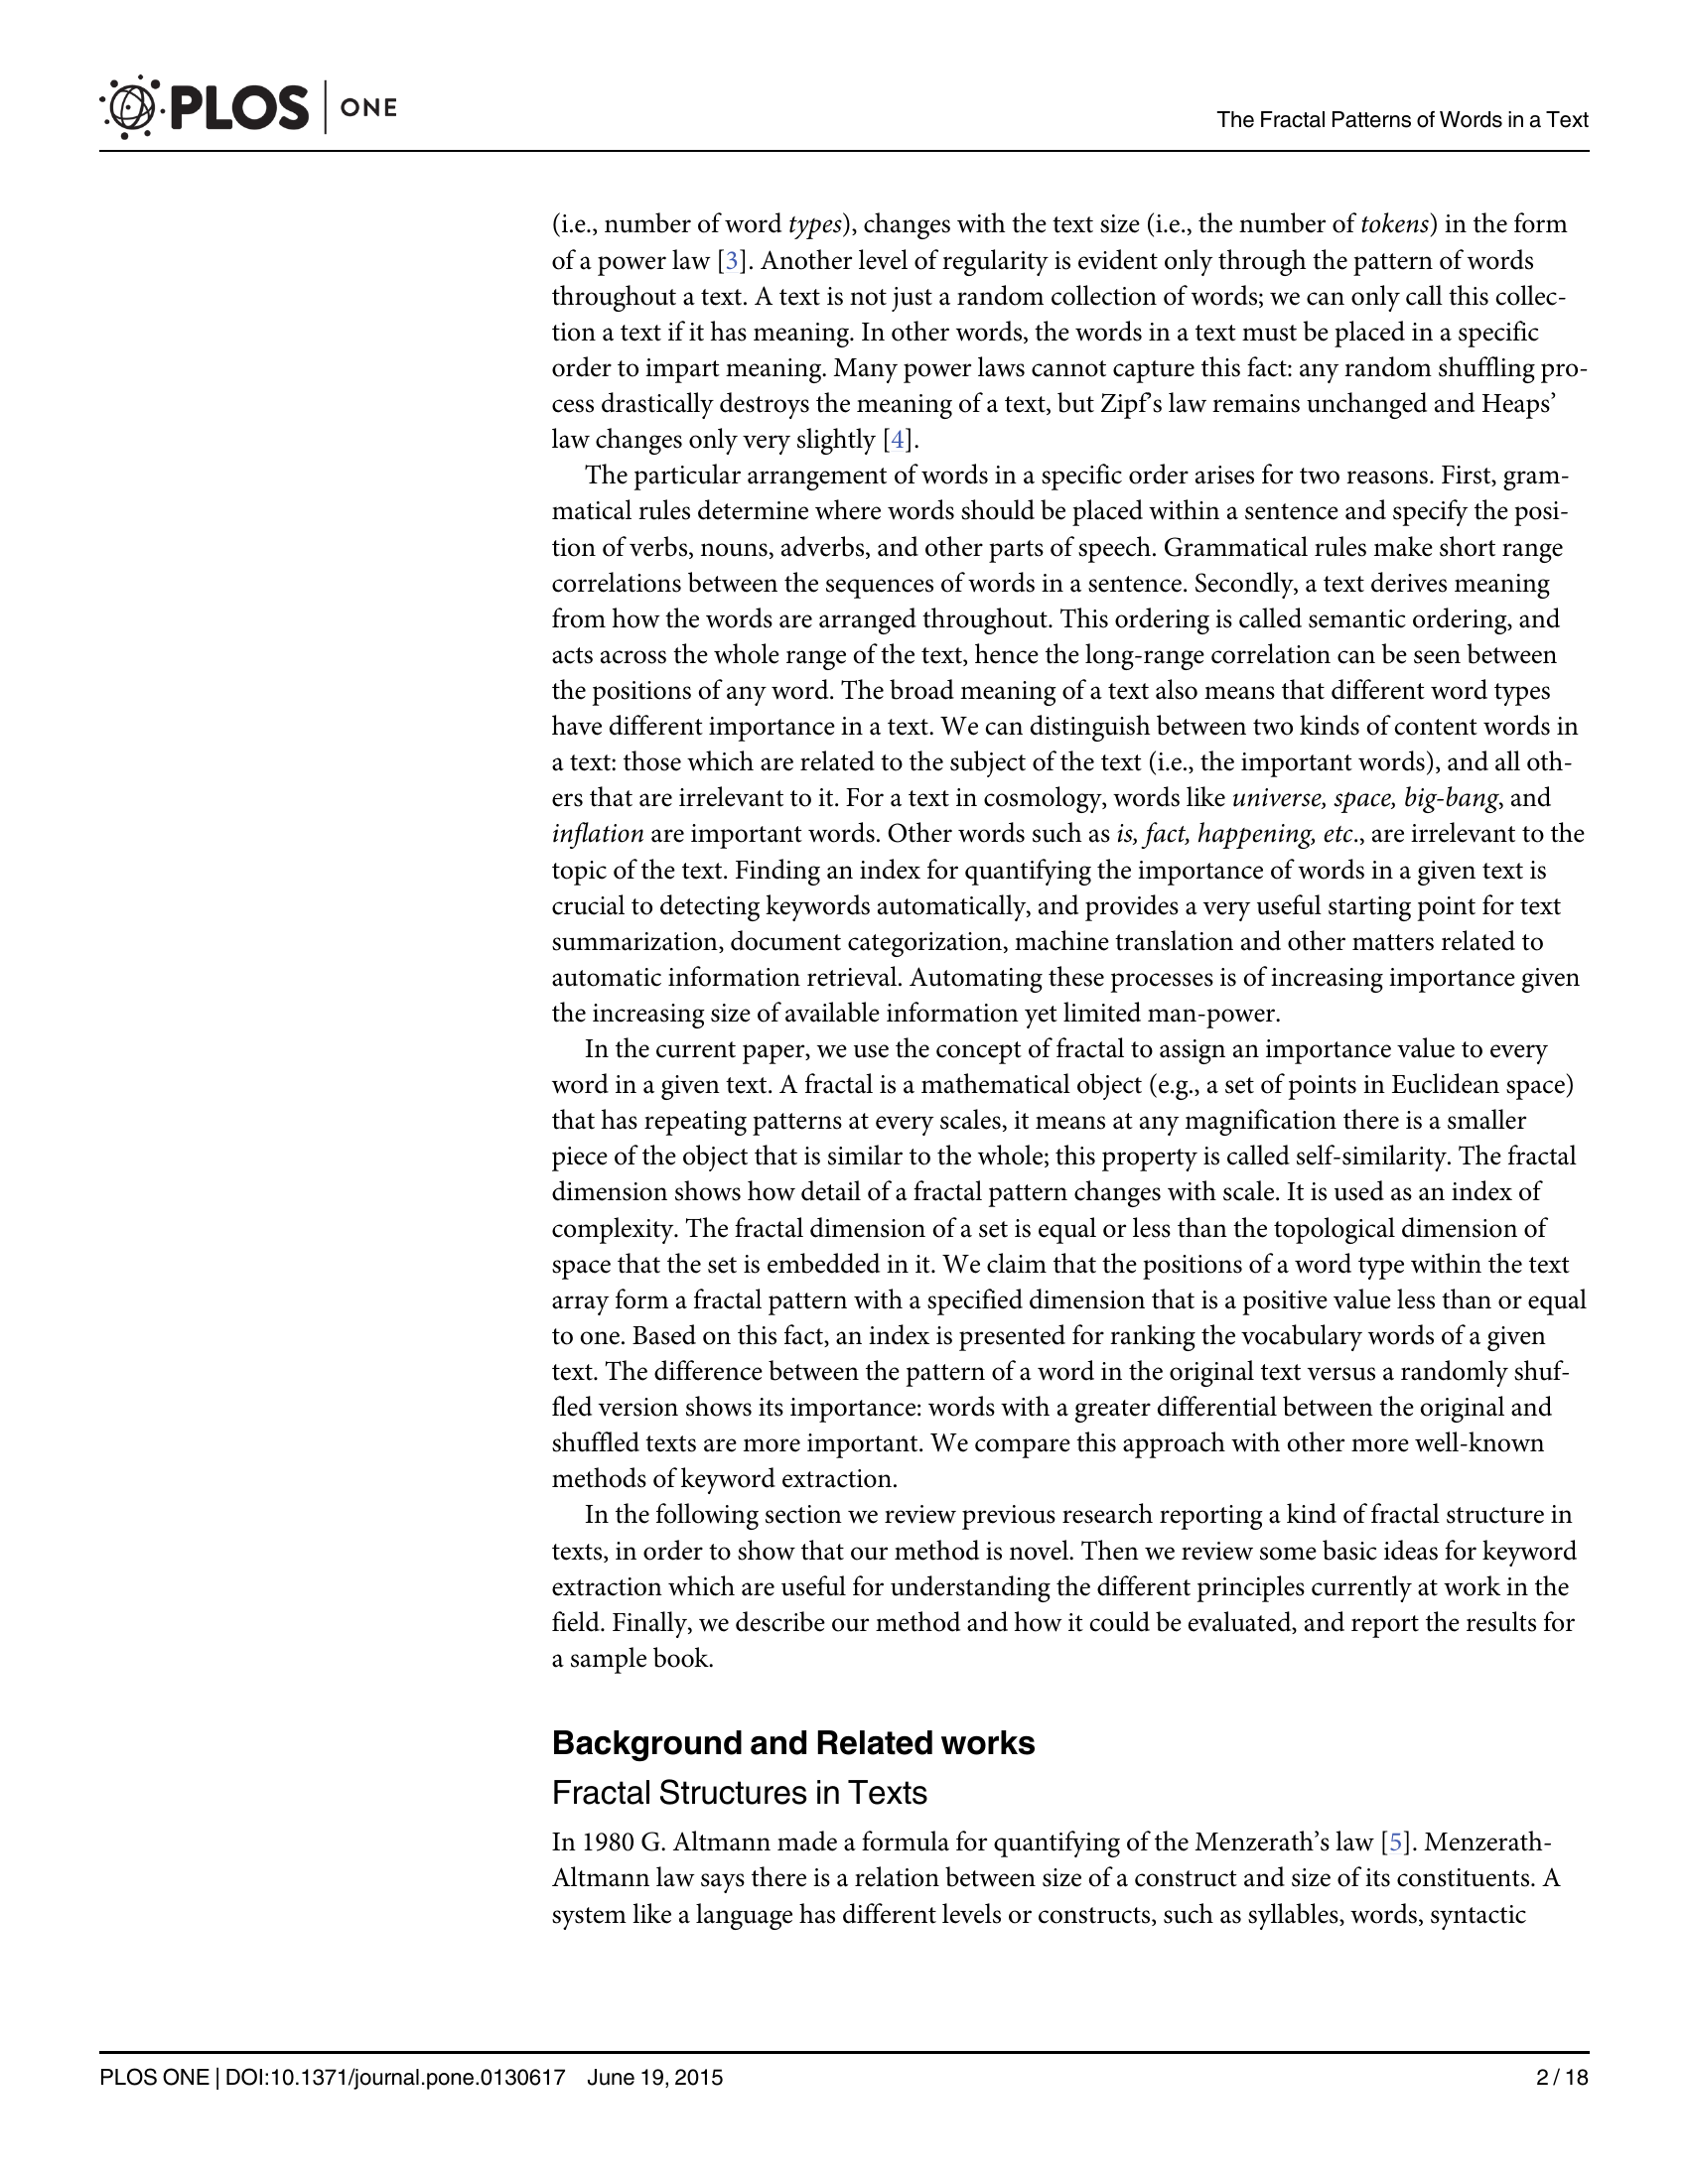 PLOS ONE
The Fractal Patterns of Words in a Text
(i.e., number of word types), changes with the text size (i.e., the number of tokens) in the form
of a power law [3]. Another level of regularity is evident only through the pattern of words
throughout a text. A text is not just a random collection of words; we can only call this collec-
tion a text if it has meaning. In other words, the words in a text must be placed in a specific
order to impart meaning. Many power laws cannot capture this fact: any random shuffling pro-
cess drastically destroys the meaning of a text, but Zipf's law remains unchanged and Heaps'
law changes only very slightly [4].
The particular arrangement of words in a specific order arises for two reasons. First, gram-
matical rules determine where words should be placed within a sentence and specify the posi-
tion of verbs, nouns, adverbs, and other parts of speech. Grammatical rules make short range
correlations between the sequences of words in a sentence. Secondly, a text derives meaning
from how the words are arranged throughout. This ordering is called semantic ordering, and
acts across the whole range of the text, hence the long-range correlation can be seen between
the positions of any word. The broad meaning of a text also means that different word types
have different importance in a text. We can distinguish between two kinds of content words in
a text: those which are related to the subject of the text (i.e., the important words), and all oth-
ers that are irrelevant to it. For a text in cosmology, words like universe, space, big-bang, and
inflation are important words. Other words such as is, fact, happening, etc., are irrelevant to the
topic of the text. Finding an index for quantifying the importance of words in a given text is
crucial to detecting keywords automatically, and provides a very useful starting point for text
summarization, document categorization, machine translation and other matters related to
automatic information retrieval. Automating these processes is of increasing importance given
the increasing size of available information yet limited man-power.
In the current paper, we use the concept of fractal to assign an importance value to every
word in a given text. A fractal is a mathematical object (e.g., a set of points in Euclidean space)
that has repeating patterns at every scales, it means at any magnification there is a smaller
piece of the object that is similar to the whole; this property is called self-similarity. The fractal
dimension shows how detail of a fractal pattern changes with scale. It is used as an index of
complexity. The fractal dimension of a set is equal or less than the topological dimension of
space that the set is embedded in it. We claim that the positions of a word type within the text
array form a fractal pattern with a specified dimension that is a positive value less than or equal
to one. Based on this fact, an index is presented for ranking the vocabulary words of a given
text. The difference between the pattern of a word in the original text versus a randomly shuf-
fled version shows its importance: words with a greater differential between the original and
shuffled texts are more important. We compare this approach with other more well-known
methods of keyword extraction.
In the following section we review previous research reporting a kind of fractal structure in
texts, in order to show that our method is novel. Then we review some basic ideas for keyword
extraction which are useful for understanding the different principles currently at work in the
field. Finally, we describe our method and how it could be evaluated, and report the results for
a sample book.
Background and Related works
Fractal Structures in Texts
In 1980 G. Altmann made a formula for quantifying of the Menzerath's law [5]. Menzerath-
Altmann law says there is a relation between size of a construct and size of its constituents. A
system like a language has different levels or constructs, such as syllables, words, syntactic
PLOS ONE | DOI:10.1371/journal.pone.0130617 June 19, 2015
2 / 18